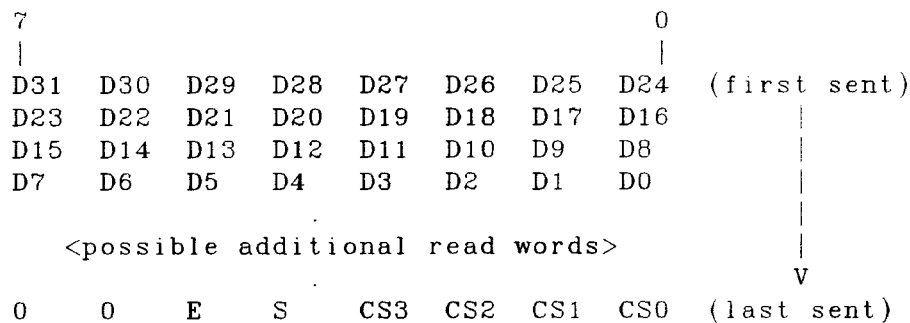 7 0
D31 D30 D29 D28 D27 D26 D25 D24 (first sent)
D23 D22 D21 D20 D19 D18 D17 D16
D15 D14 D13 D12 D11 D10 D9 D8
D7 D6 D5 D4 D3 D2 D1 D0
<possible additional read words>
V
0 0 E S CS3 CS2 CS1 CS0 (last sent)